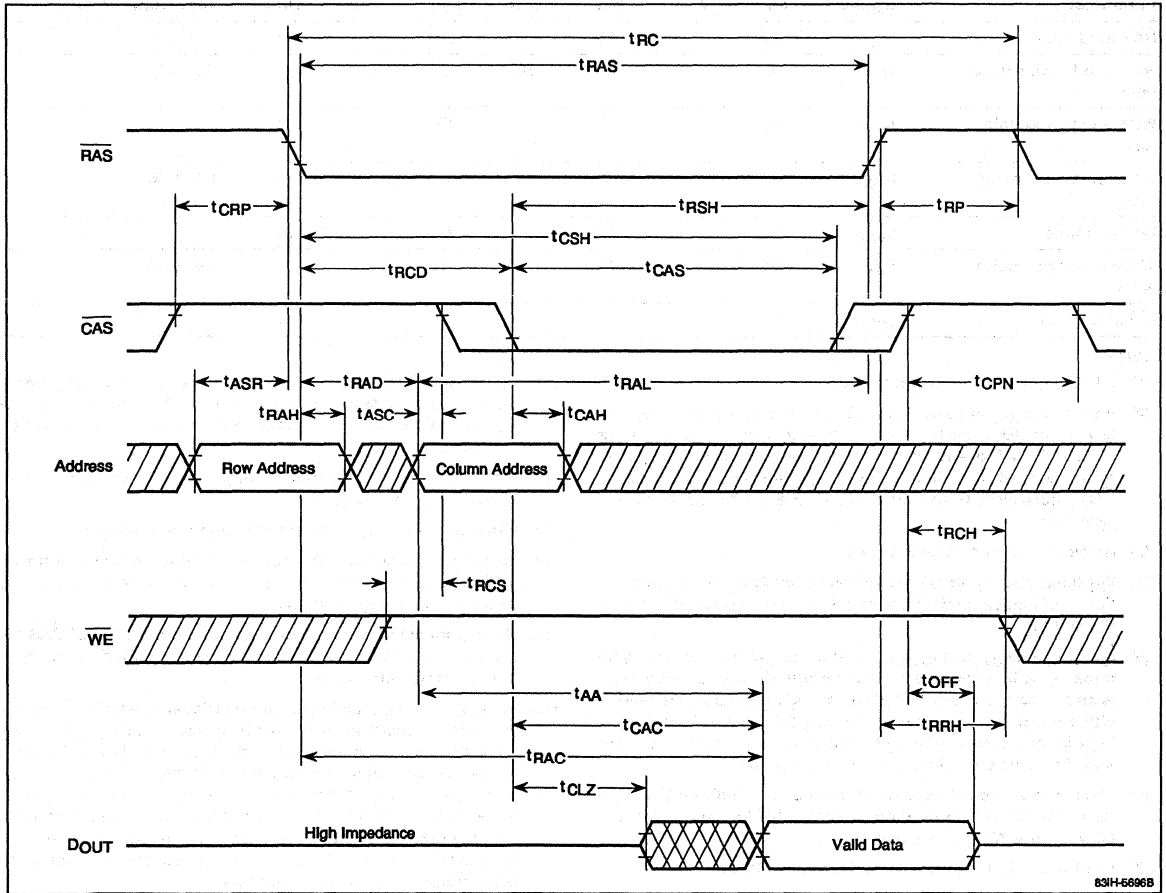 tRC
tRAS
RAS
tCRP
tRSH
tRP
tCSH
tRCD
tCAS
CAS
tASR
tRAD
tRAL
tCPN
tRAH
tASC
tCAH
Address
Row Address
Column Address
tRCH
tRCS
WE
tAA
tOFF
tCAC
tRRH
tRAC
tCLZ
High Impedance
DOUT
Valid Data
83IH-5696B